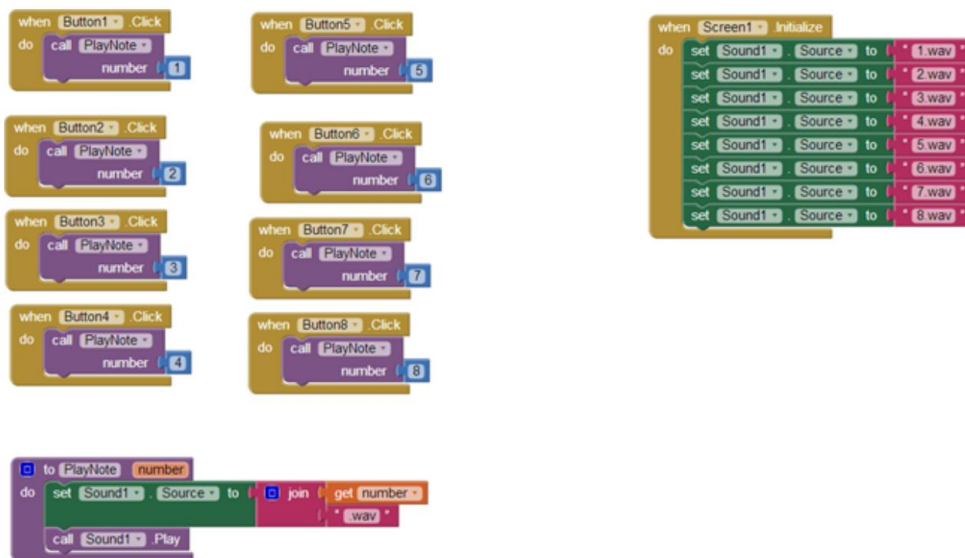 when Button1 .Click
do call PlayNote
number 1
when Button2 .Click
do call PlayNote
number 2
when Button3 .Click
do call PlayNote
number 3
when Button4 .Click
do call PlayNote
number 4
when Button5 .Click
do call PlayNote
number 5
when Button6 .Click
do call PlayNote
number 6
when Button7 .Click
do call PlayNote
number 7
when Button8 .Click
do call PlayNote
number 8
when Screen1 .Initialize
do set Sound1 . Source to " 1.wav "
set Sound1 . Source to " 2.wav "
set Sound1 . Source to " 3.wav "
set Sound1 . Source to " 4.wav "
set Sound1 . Source to " 5.wav "
set Sound1 . Source to " 6.wav "
set Sound1 . Source to " 7.wav "
set Sound1 . Source to " 8.wav "
to PlayNote number
do set Sound1 . Source to join get number
" .wav "
call Sound1 .Play